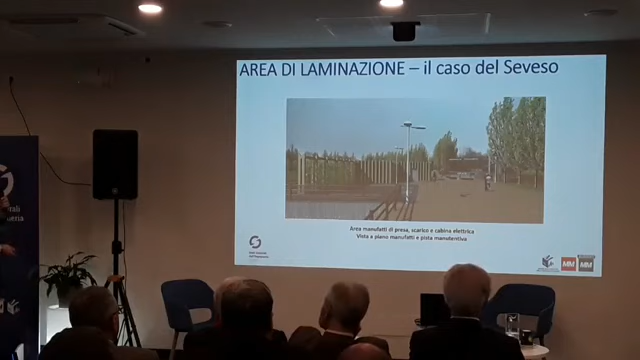 AREA DI LAMINAZIONE – il caso del Seveso
Area manufatti di presa, scarico e cabina elettrica
Vista a piano manufatti e pista manutentiva
MM
MM